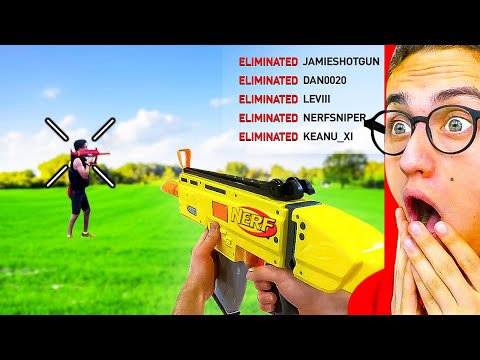 ELIMINATED JAMIESHOTGUN
ELIMINATED DAN0020
ELIMINATED LEVIII
ELIMINATED NERFSNIPER
ELIMINATED KEANU_XI
NERF